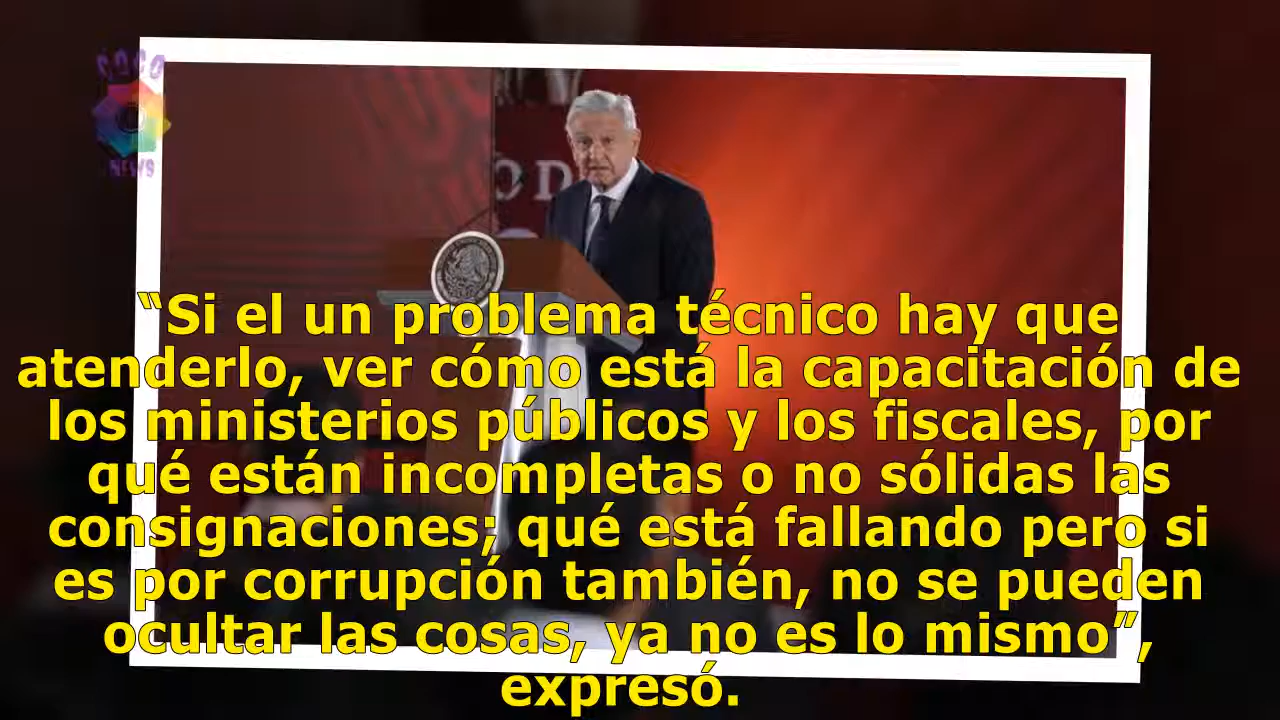 COCO
NEWS
O D
“Si el un problema técnico hay que
atenderlo, ver cómo está la capacitación de
los ministerios públicos y los fiscales, por
qué están incompletas o no sólidas las
consignaciones; qué está fallando pero si
es por corrupción también, no se pueden
ocultar las cosas, ya no es lo mismo”,
expresó.